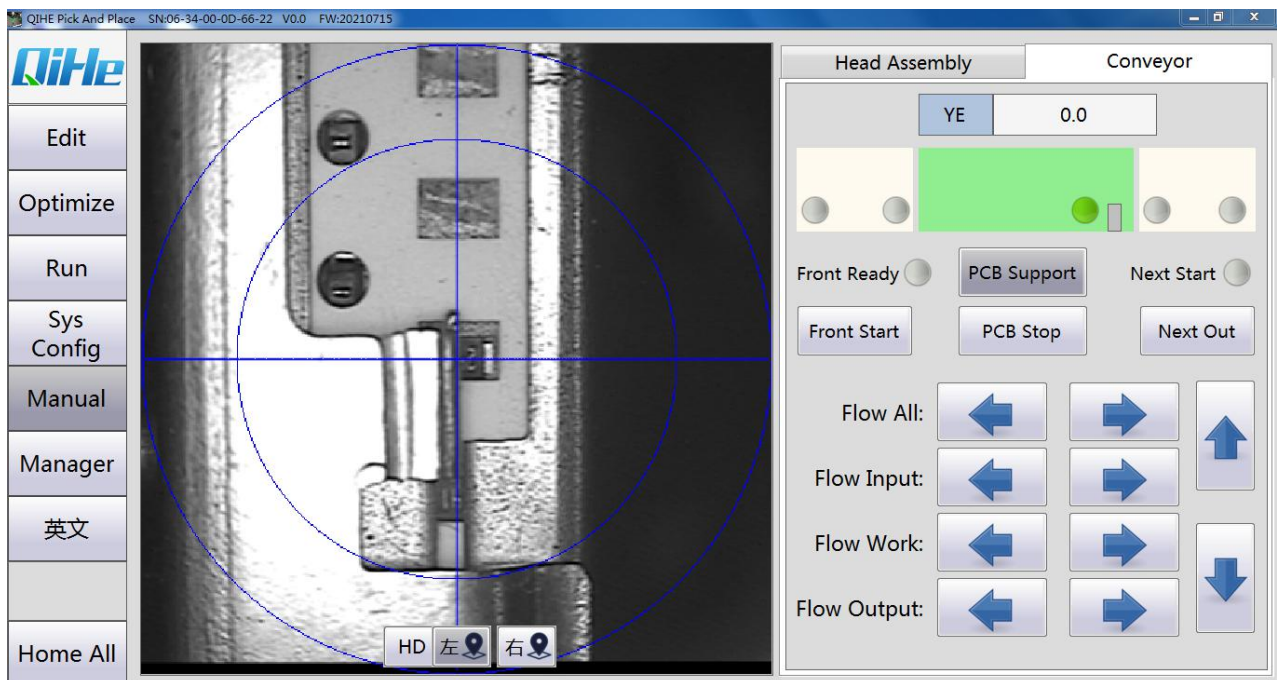 QIHE Pick And Place SN:06-34-00-0D-66-22 V0.0 FW:20210715
QiHe
Edit
Optimize
Run
Sys
Config
Manual
Manager
英文
Home All
HD
左
右
Head Assembly
Conveyor
YE
0.0
Front Ready
PCB Support
Next Start
Front Start
PCB Stop
Next Out
Flow All:
Flow Input:
Flow Work:
Flow Output: